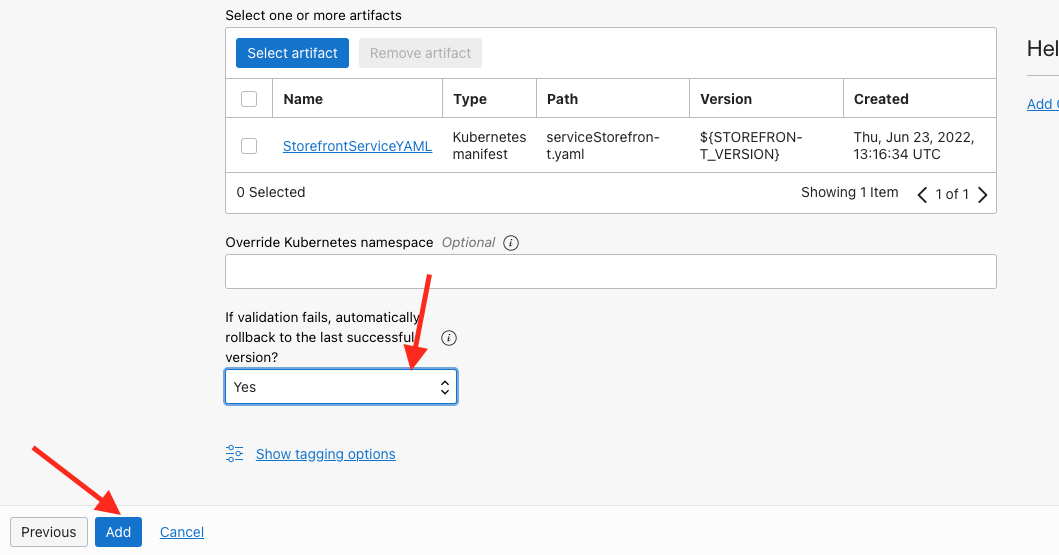 Select one or more artifacts
Select artifact Remove artifact
Name Type Path Version Created
StorefrontServiceYAML Kubernetes manifest serviceStorefron-t.yaml ${STOREFRON-T_VERSION} Thu, Jun 23, 2022, 13:16:34 UTC
0 Selected Showing 1 Item 1 of 1
Override Kubernetes namespace Optional
If validation fails, automatically
rollback to the last successful
version?
Yes
Show tagging options
Previous Add Cancel
Hel
Add